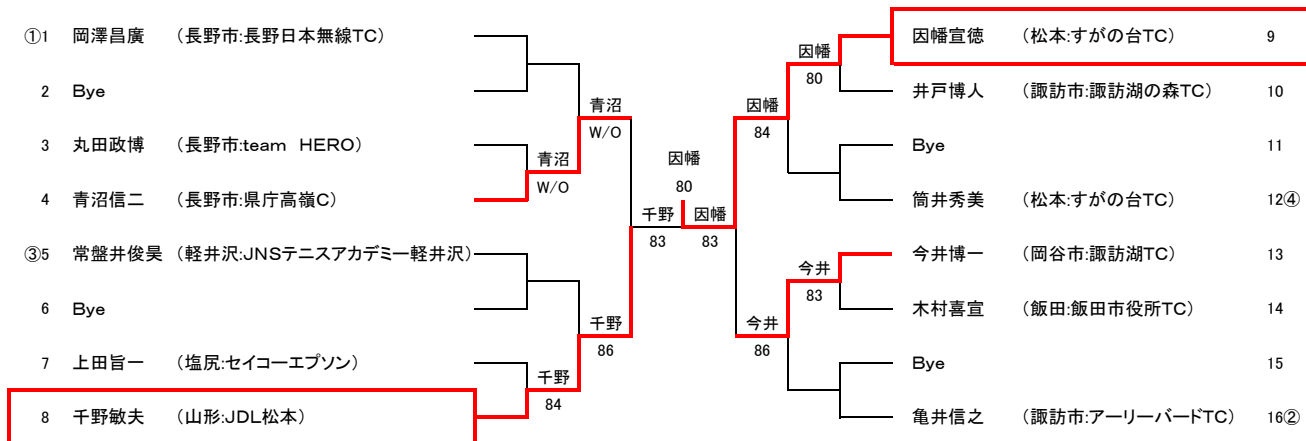 ①1 岡澤昌廣 (長野市:長野日本無線TC)
2 Bye
3 丸田政博 (長野市:team HERO)
4 青沼信二 (長野市:県庁高嶺C)
③5 常盤井俊昊 (軽井沢:JNSテニスアカデミー軽井沢)
6 Bye
7 上田旨一 (塩尻:セイコーエプソン)
8 千野敏夫 (山形:JDL松本)
青沼
W/O
青沼
W/O
千野
86
千野
84
千野
83
因幡
80
因幡
83
因幡
84
因幡
80
今井
86
今井
83
因幡宣徳 (松本:すがの台TC) 9
井戸博人 (諏訪市:諏訪湖の森TC) 10
Bye 11
筒井秀美 (松本:すがの台TC) 12④
今井博一 (岡谷市:諏訪湖TC) 13
木村喜宣 (飯田:飯田市役所TC) 14
Bye 15
亀井信之 (諏訪市:アーリーバードTC) 16②